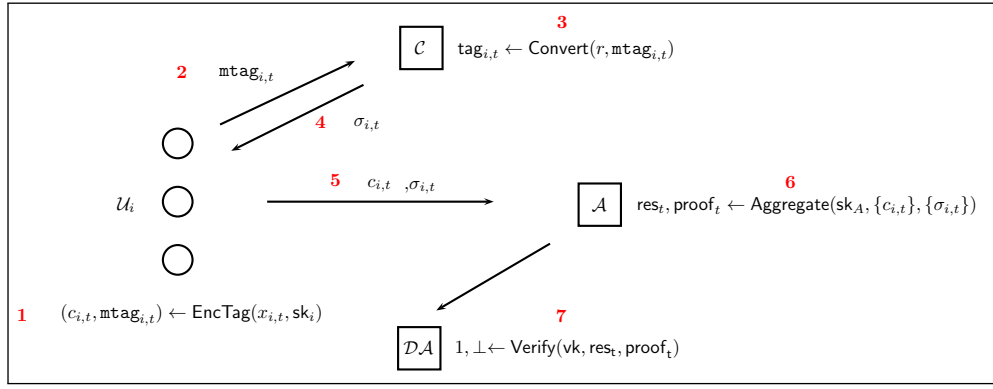 3
𝒞 tag_{i,t} ← Convert(r, mtag_{i,t})
2 mtag_{i,t}
4 σ_{i,t}
5 c_{i,t} ,σ_{i,t}
6
𝒰_i
𝒜 res_t, proof_t ← Aggregate(sk_A, {c_{i,t}}, {σ_{i,t}})
1 (c_{i,t}, mtag_{i,t}) ← EncTag(x_{i,t}, sk_i)
7
𝒟𝒜 1, ⊥← Verify(vk, res_t, proof_t)